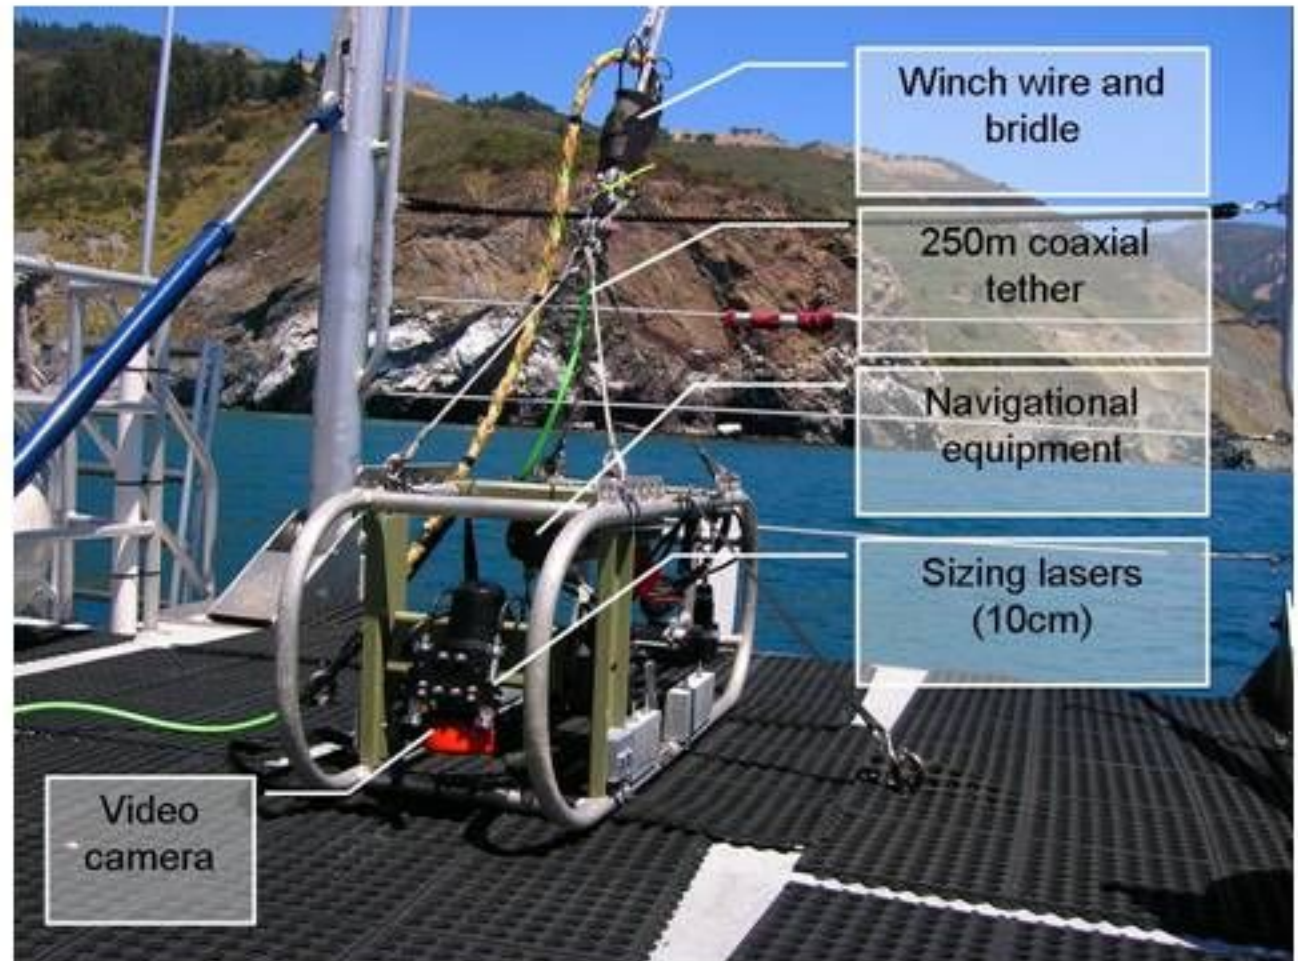 Winch wire and
bridle
250m coaxial
tether
Navigational
equipment
Sizing lasers
(10cm)
Video
camera